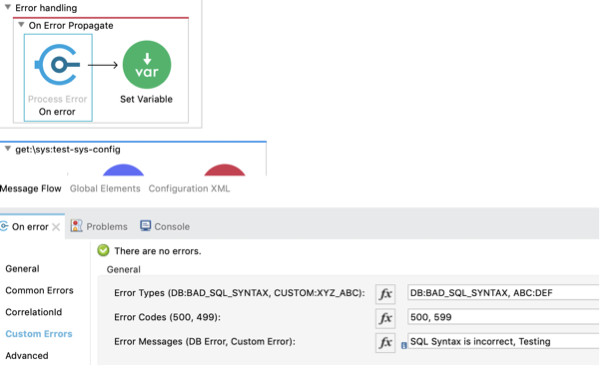 Error handling
On Error Propagate
var
Process Error
On error
Set Variable
get:\sys:test-sys-config
Message Flow Global Elements Configuration XML
On error Problems Console
There are no errors.
General
General
Common Errors
CorrelationId
Custom Errors
Advanced
Error Types (DB:BAD_SQL_SYNTAX, CUSTOM:XYZ_ABC): fx DB:BAD_SQL_SYNTAX, ABC:DEF
Error Codes (500, 499): fx 500, 599
Error Messages (DB Error, Custom Error): fx SQL Syntax is incorrect, Testing